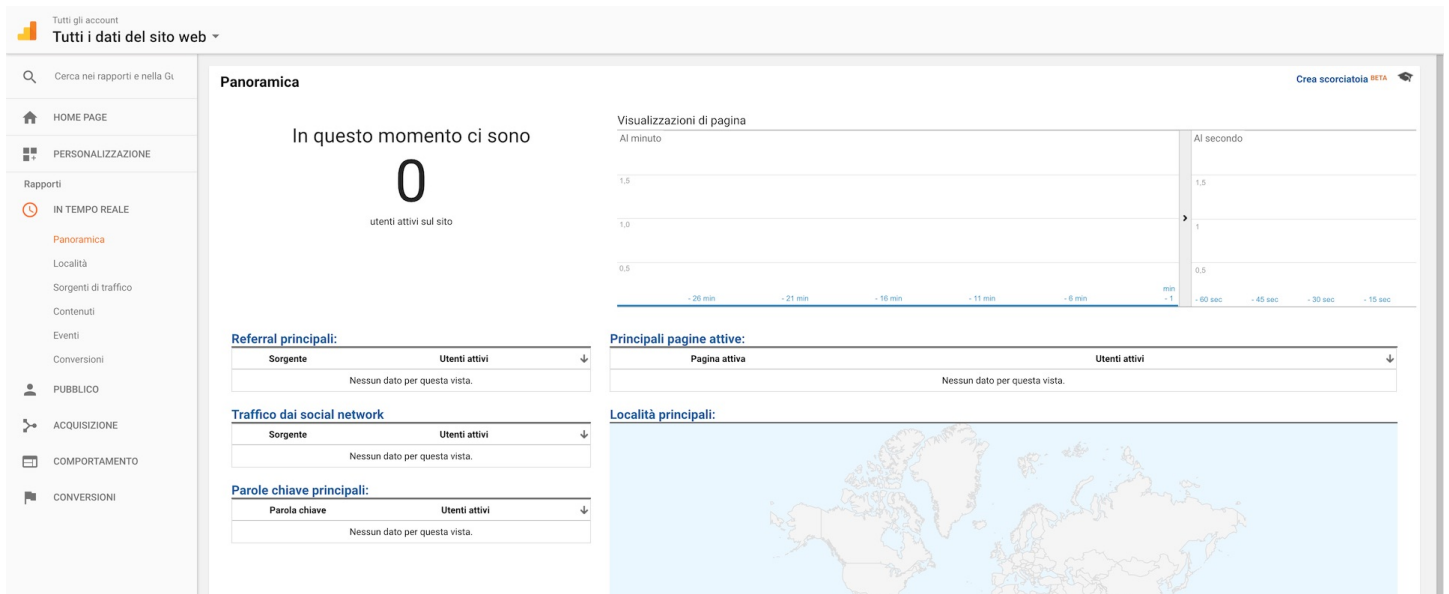 Tutti gli account
Tutti i dati del sito web
Cerca nei rapporti e nella Gu
HOME PAGE
PERSONALIZZAZIONE
Rapporti
IN TEMPO REALE
Panoramica
Località
Sorgenti di traffico
Contenuti
Eventi
Conversioni
PUBBLICO
ACQUISIZIONE
COMPORTAMENTO
CONVERSIONI
Panoramica
Crea scorciatoia BETA
In questo momento ci sono
0
utenti attivi sul sito
Visualizzazioni di pagina
Al minuto
1,5
1,0
0,5
- 26 min
- 21 min
- 16 min
- 11 min
- 6 min
min
- 1
Al secondo
1,5
1
0,5
- 60 sec
- 45 sec
- 30 sec
- 15 sec
Referral principali:
Sorgente Utenti attivi
Nessun dato per questa vista.
Traffico dai social network
Sorgente Utenti attivi
Nessun dato per questa vista.
Parole chiave principali:
Parola chiave Utenti attivi
Nessun dato per questa vista.
Principali pagine attive:
Pagina attiva Utenti attivi
Nessun dato per questa vista.
Località principali: